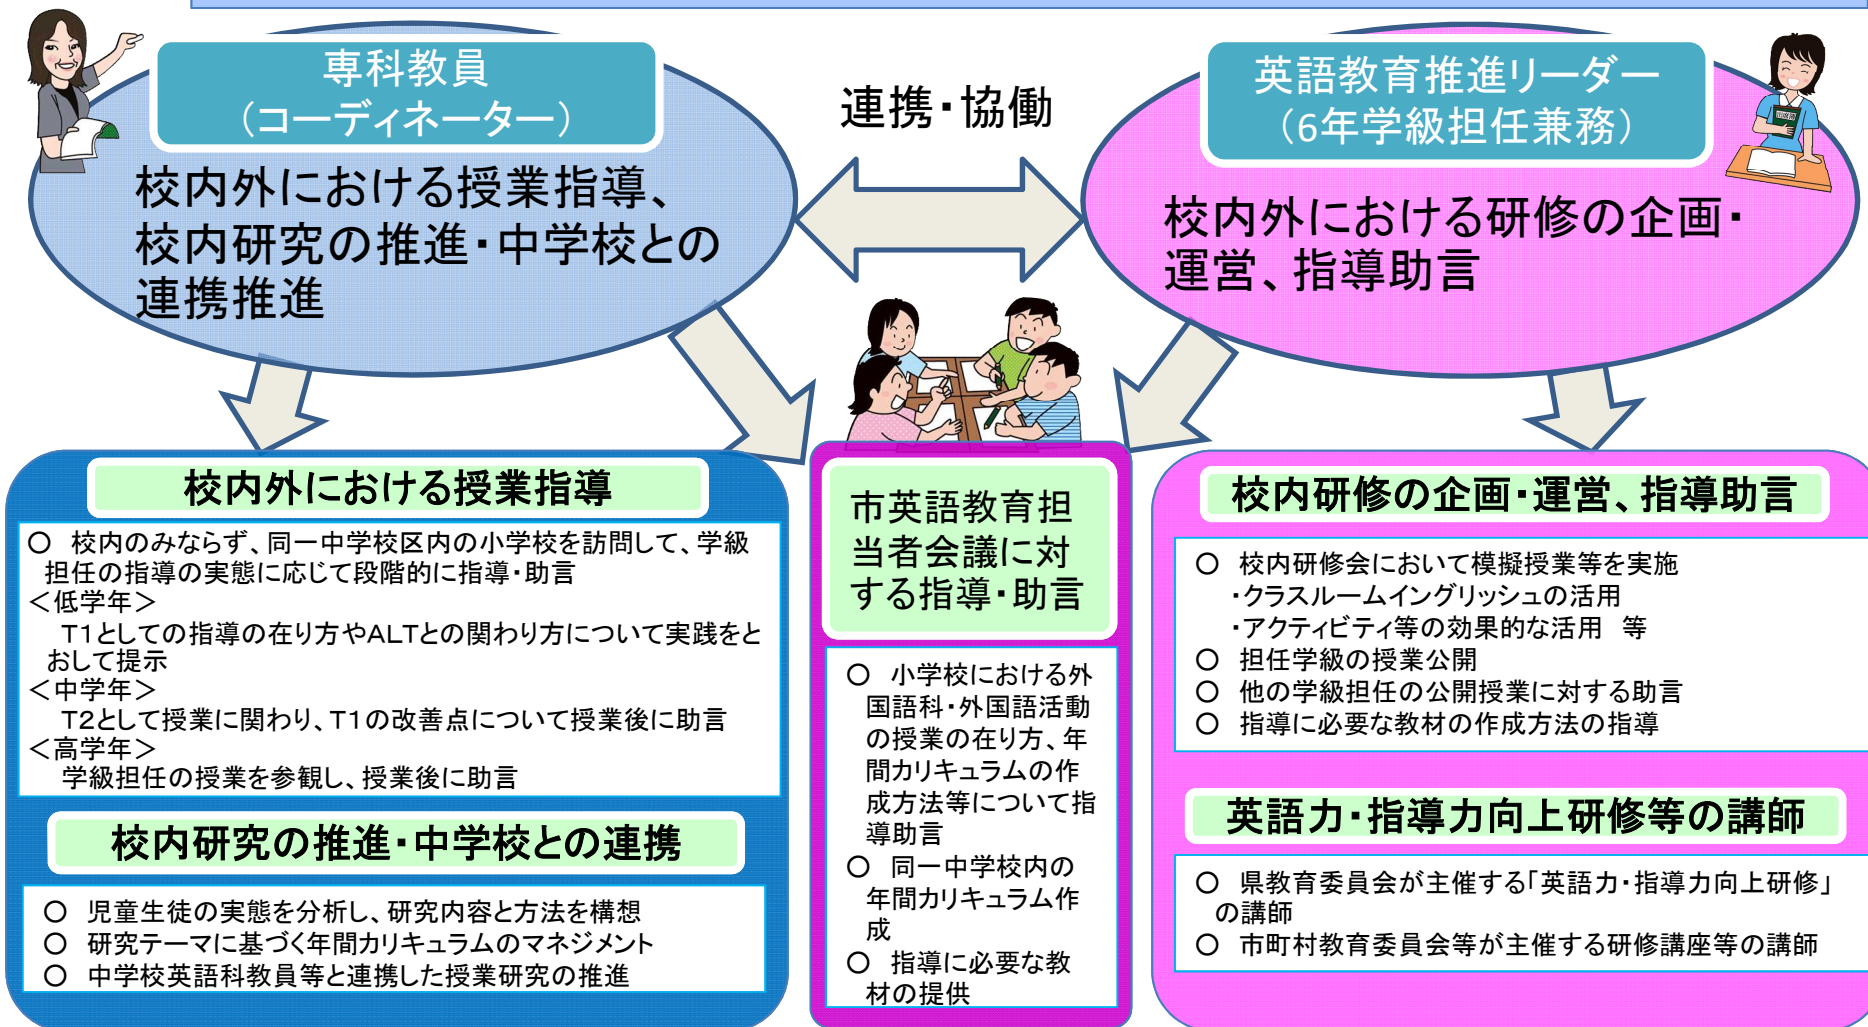 専科教員
(コーディネーター)
校内外における授業指導、
校内研究の推進・中学校との
連携推進
連携・協働
英語教育推進リーダー
(6年学級担任兼務)
校内外における研修の企画・
運営、指導助言
校内外における授業指導
○ 校内のみならず、同一中学校区内の小学校を訪問して、学級
担任の指導の実態に応じて段階的に指導・助言
<低学年>
T1としての指導の在り方やALTとの関わり方について実践をと
おして提示
<中学年>
T2として授業に関わり、T1の改善点について授業後に助言
<高学年>
学級担任の授業を参観し、授業後に助言
校内研究の推進・中学校との連携
○ 児童生徒の実態を分析し、研究内容と方法を構想
○ 研究テーマに基づく年間カリキュラムのマネジメント
○ 中学校英語科教員等と連携した授業研究の推進
市英語教育担
当者会議に対
する指導・助言
○ 小学校における外
国語科・外国語活動
の授業の在り方、年
間カリキュラムの作
成方法等について指
導助言
○ 同一中学校内の
年間カリキュラム作
成
○ 指導に必要な教
材の提供
校内研修の企画・運営、指導助言
○ 校内研修会において模擬授業等を実施
・クラスルームイングリッシュの活用
・アクティビティ等の効果的な活用 等
○ 担任学級の授業公開
○ 他の学級担任の公開授業に対する助言
○ 指導に必要な教材の作成方法の指導
英語力・指導力向上研修等の講師
○ 県教育委員会が主催する「英語力・指導力向上研修」
の講師
○ 市町村教育委員会等が主催する研修講座等の講師